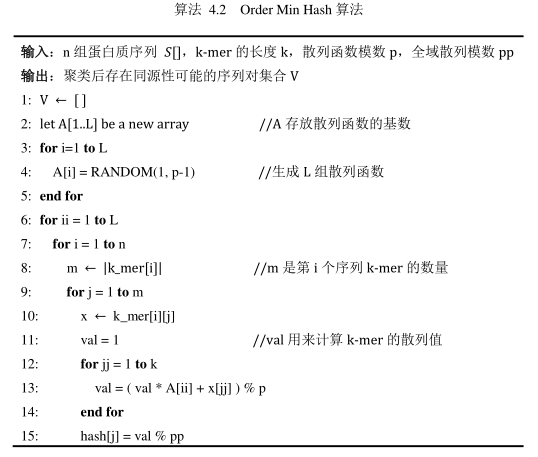 算法 4.2 Order Min Hash 算法
输入：n 组蛋白质序列 S[]，k-mer 的长度 k，散列函数模数 p，全域散列模数 pp
输出：聚类后存在同源性可能的序列对集合 V
1: V ← [ ]
2: let A[1..L] be a new array //A 存放散列函数的基数
3: for i=1 to L
4: A[i] = RANDOM(1, p-1) //生成 L 组散列函数
5: end for
6: for ii = 1 to L
7: for i = 1 to n
8: m ← |k_mer[i]| //m 是第 i 个序列 k-mer 的数量
9: for j = 1 to m
10: x ← k_mer[i][j]
11: val = 1 //val 用来计算 k-mer 的散列值
12: for jj = 1 to k
13: val = ( val * A[ii] + x[jj] ) % p
14: end for
15: hash[j] = val % pp